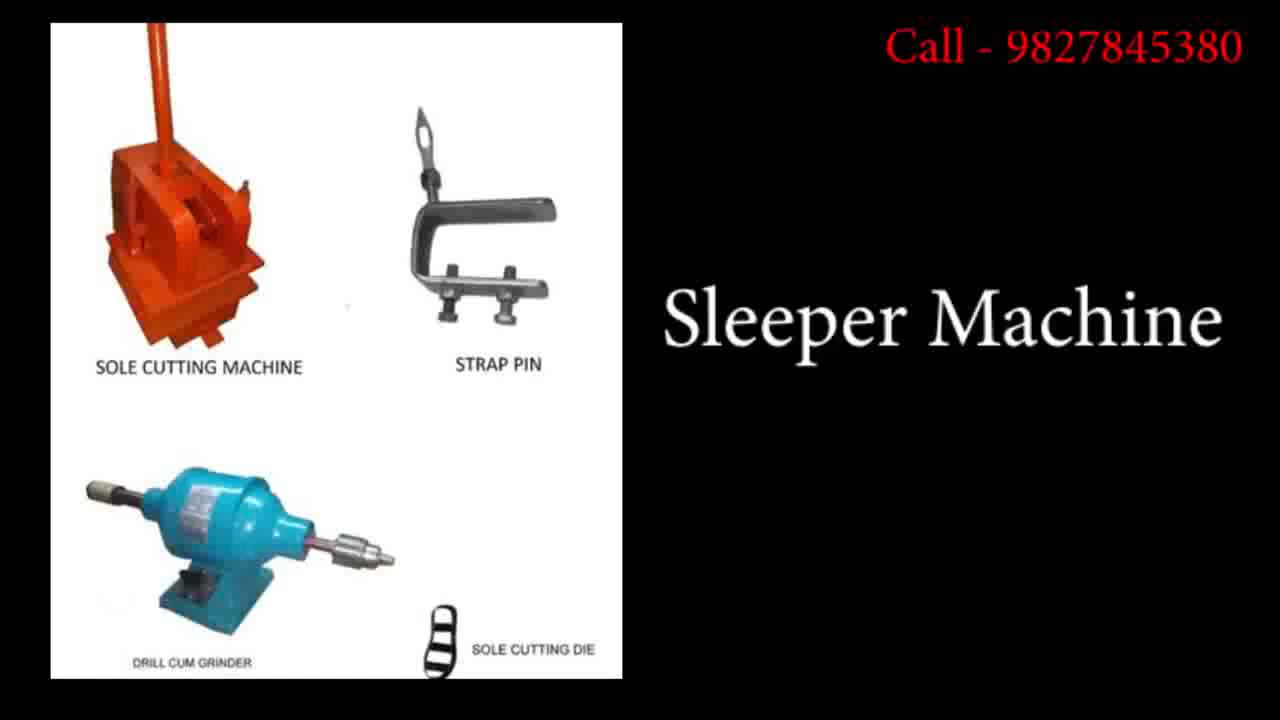 Call - 9827845380
SOLE CUTTING MACHINE
STRAP PIN
Sleeper Machine
DRILL CUM GRINDER
SOLE CUTTING DIE